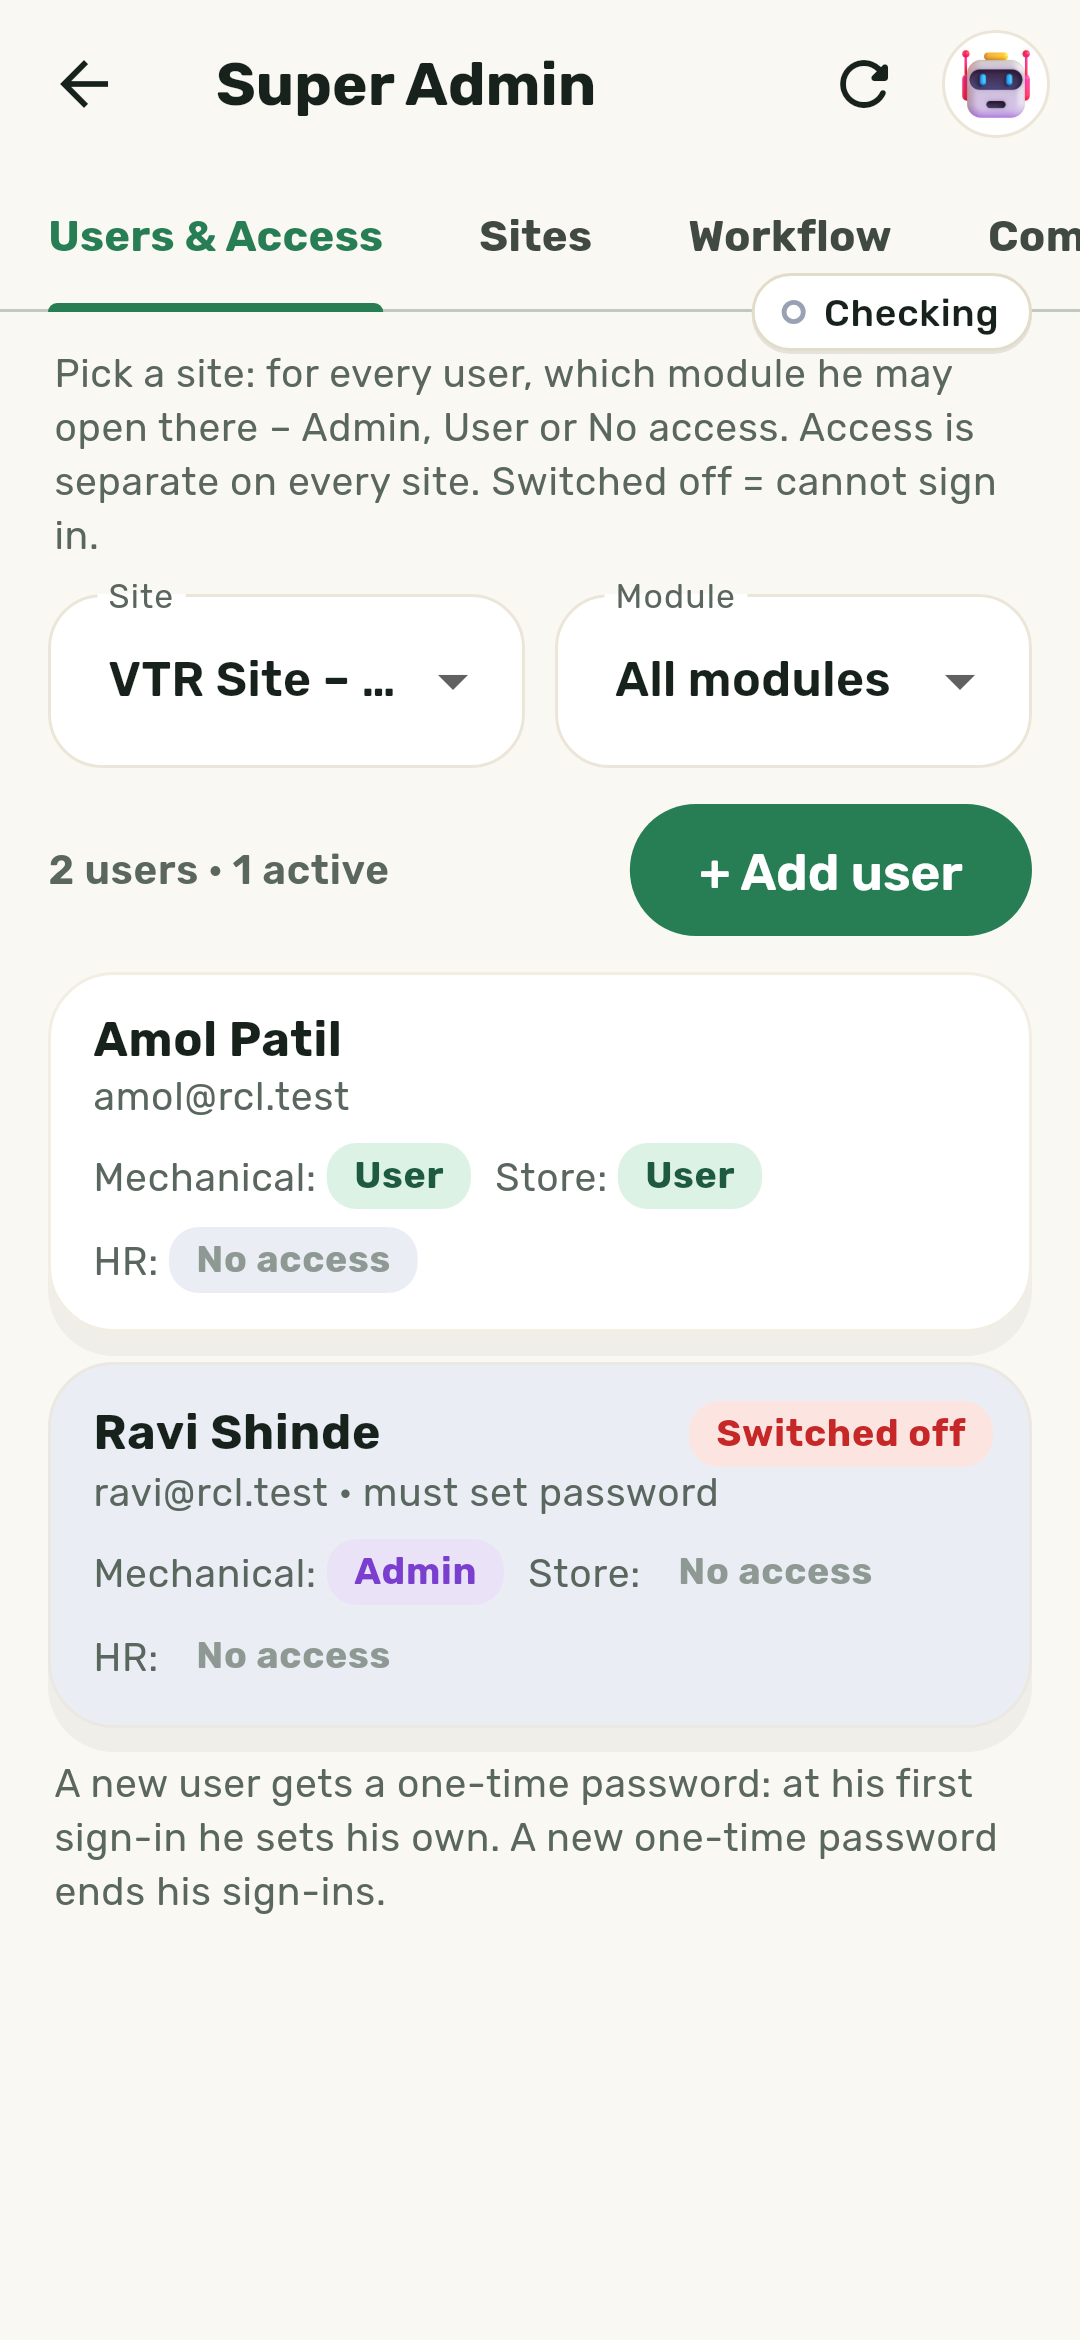 Super Admin
Users & Access Sites Workflow Com
Checking
Pick a site: for every user, which module he may
open there – Admin, User or No access. Access is
separate on every site. Switched off = cannot sign
in.
Site Module
VTR Site – ... All modules
2 users • 1 active + Add user
Amol Patil
amol@rcl.test
Mechanical: User Store: User
HR: No access
Ravi Shinde Switched off
ravi@rcl.test • must set password
Mechanical: Admin Store: No access
HR: No access
A new user gets a one-time password: at his first
sign-in he sets his own. A new one-time password
ends his sign-ins.